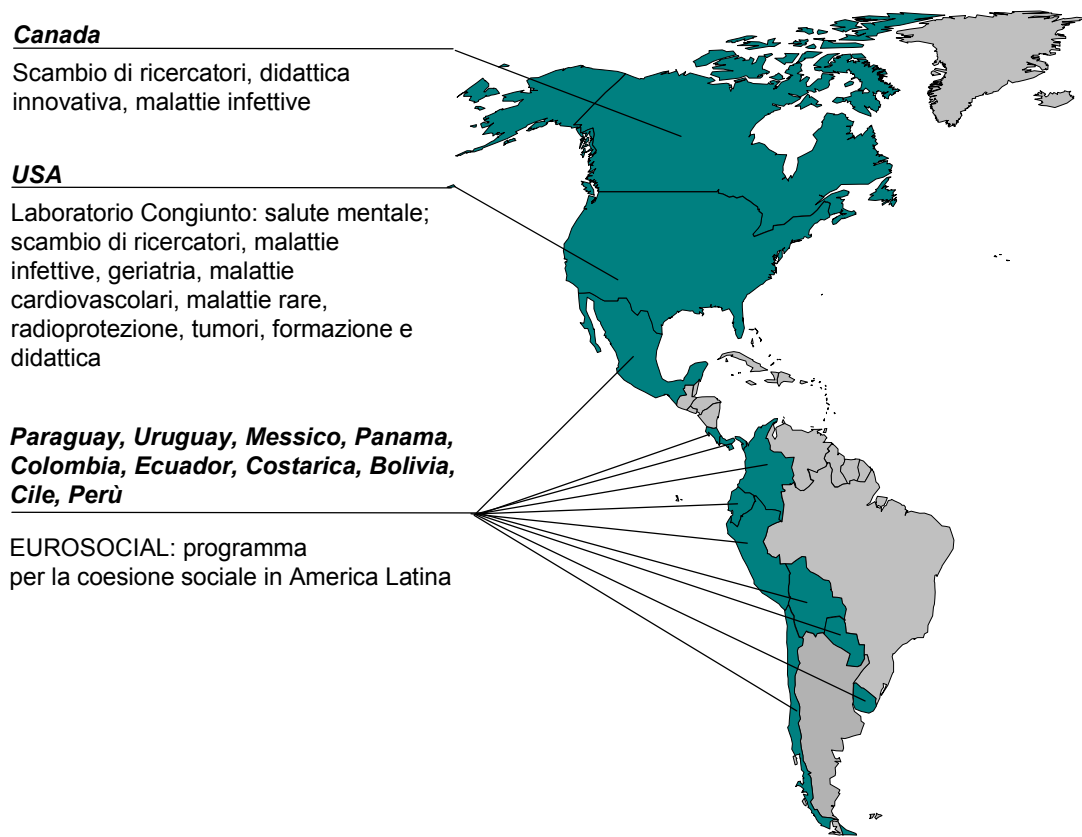 Canada
Scambio di ricercatori, didattica
innovativa, malattie infettive
USA
Laboratorio Congiunto: salute mentale;
scambio di ricercatori, malattie
infettive, geriatria, malattie
cardiovascolari, malattie rare,
radioprotezione, tumori, formazione e
didattica
Paraguay, Uruguay, Messico, Panama,
Colombia, Ecuador, Costarica, Bolivia,
Cile, Perù
EUROSOCIAL: programma
per la coesione sociale in America Latina